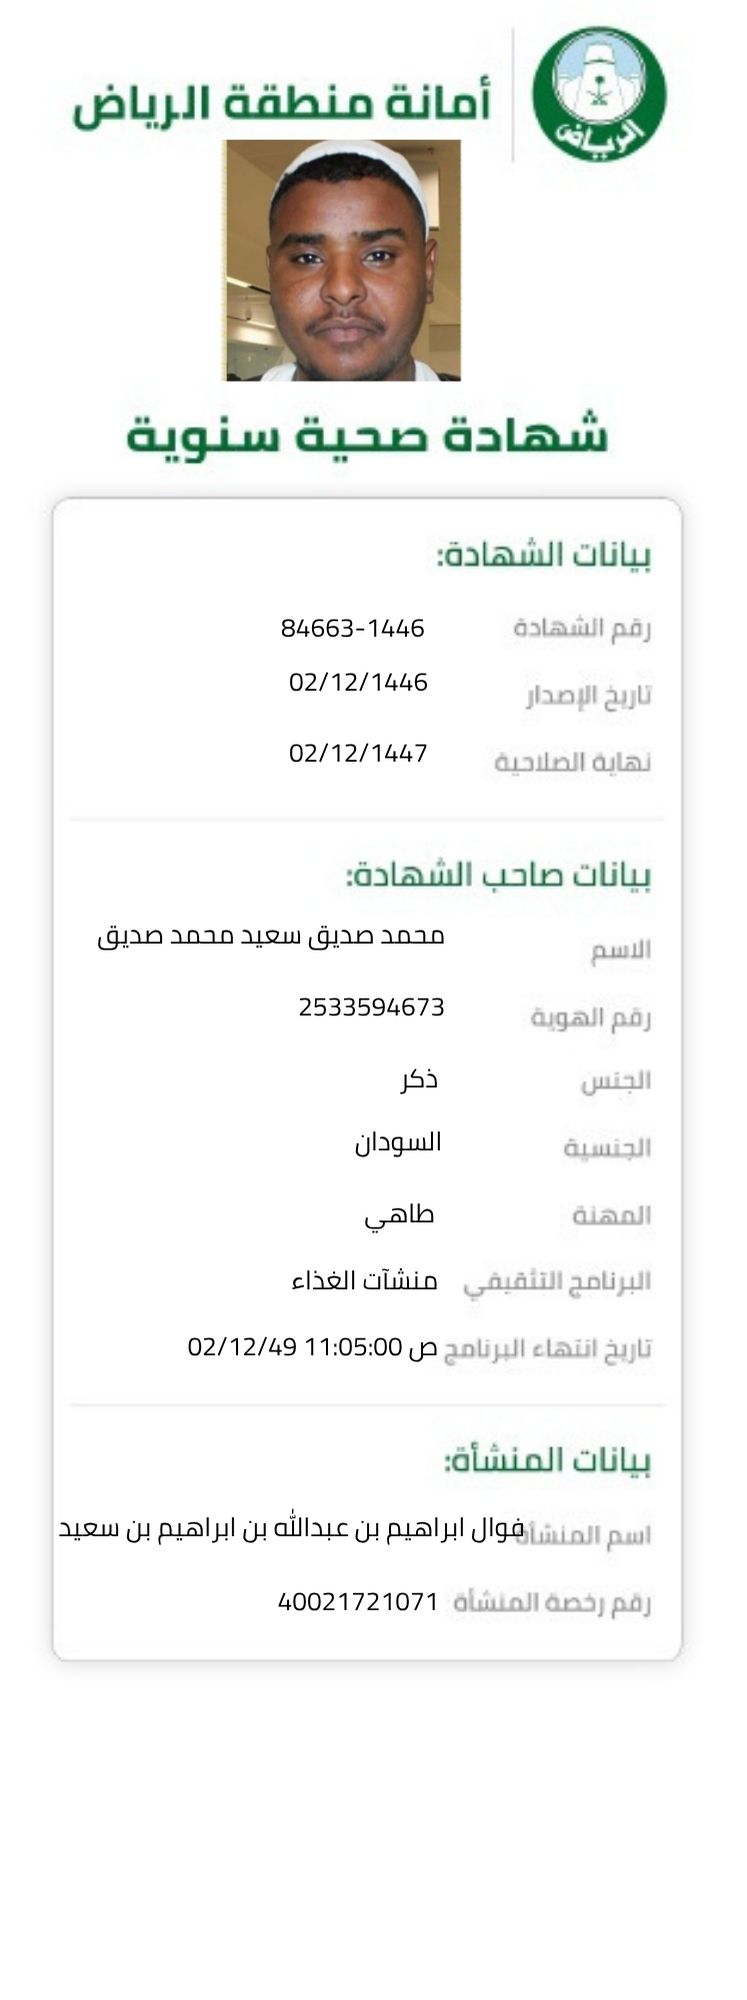 أمانة منطقة الرياض
الرياض
شهادة صحية سنوية
بيانات الشهادة:
رقم الشهادة 84663-1446
تاريخ الإصدار 02/12/1446
نهاية الصلاحية 02/12/1447
بيانات صاحب الشهادة:
الاسم محمد صديق سعيد محمد صديق
رقم الهوية 2533594673
الجنس ذكر
الجنسية السودان
المهنة طاهي
البرنامج التثقيفي منشآت الغذاء
تاريخ انتهاء البرنامج ص 11:05:00 02/12/49
بيانات المنشأة:
اسم المنشأة فوال ابراهيم بن عبدالله بن ابراهيم بن سعيد
رقم رخصة المنشأة 40021721071